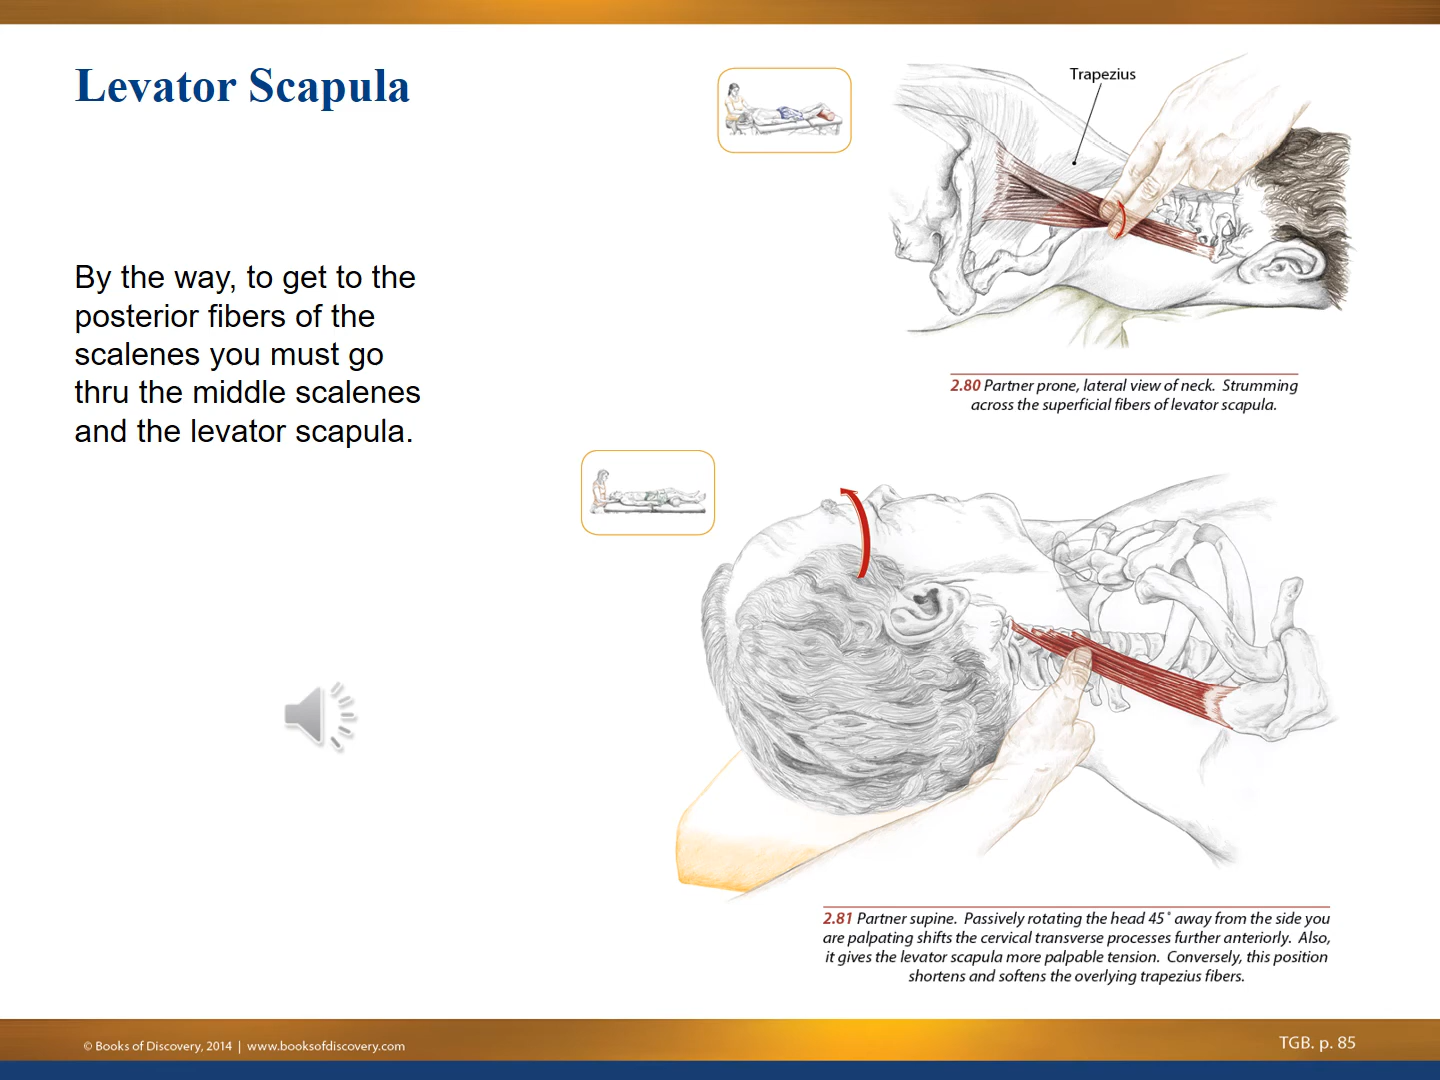 Levator Scapula
By the way, to get to the
posterior fibers of the
scalenes you must go
thru the middle scalenes
and the levator scapula.
Trapezius
2.80 Partner prone, lateral view of neck. Strumming
across the superficial fibers of levator scapula.
2.81 Partner supine. Passively rotating the head 45˚ away from the side you
are palpating shifts the cervical transverse processes further anteriorly. Also,
it gives the levator scapula more palpable tension. Conversely, this position
shortens and softens the overlying trapezius fibers.
© Books of Discovery, 2014 | www.booksofdiscovery.com
TGB. p. 85